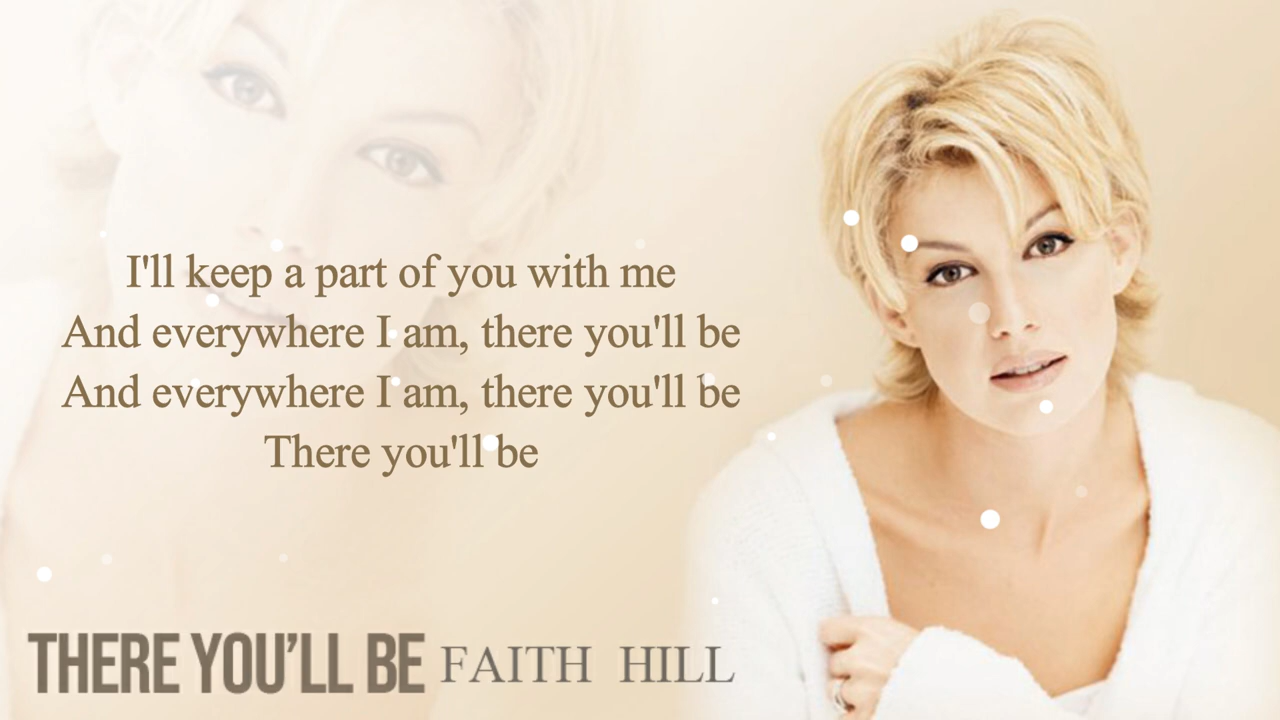 I'll keep a part of you with me
And everywhere I am, there you'll be
And everywhere I am, there you'll be
There you'll be
THERE YOU'LL BE FAITH HILL